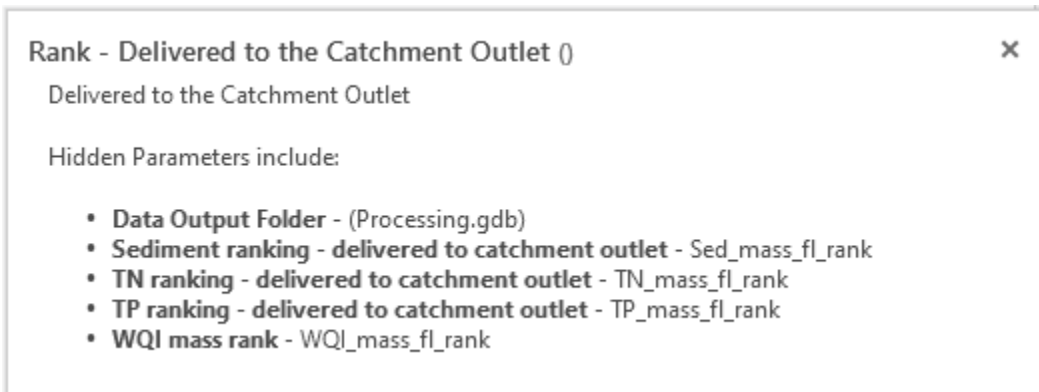 Rank - Delivered to the Catchment Outlet ()
Delivered to the Catchment Outlet
Hidden Parameters include:
• Data Output Folder - (Processing.gdb)
• Sediment ranking - delivered to catchment outlet - Sed_mass_fl_rank
• TN ranking - delivered to catchment outlet - TN_mass_fl_rank
• TP ranking - delivered to catchment outlet - TP_mass_fl_rank
• WQI mass rank - WQI_mass_fl_rank